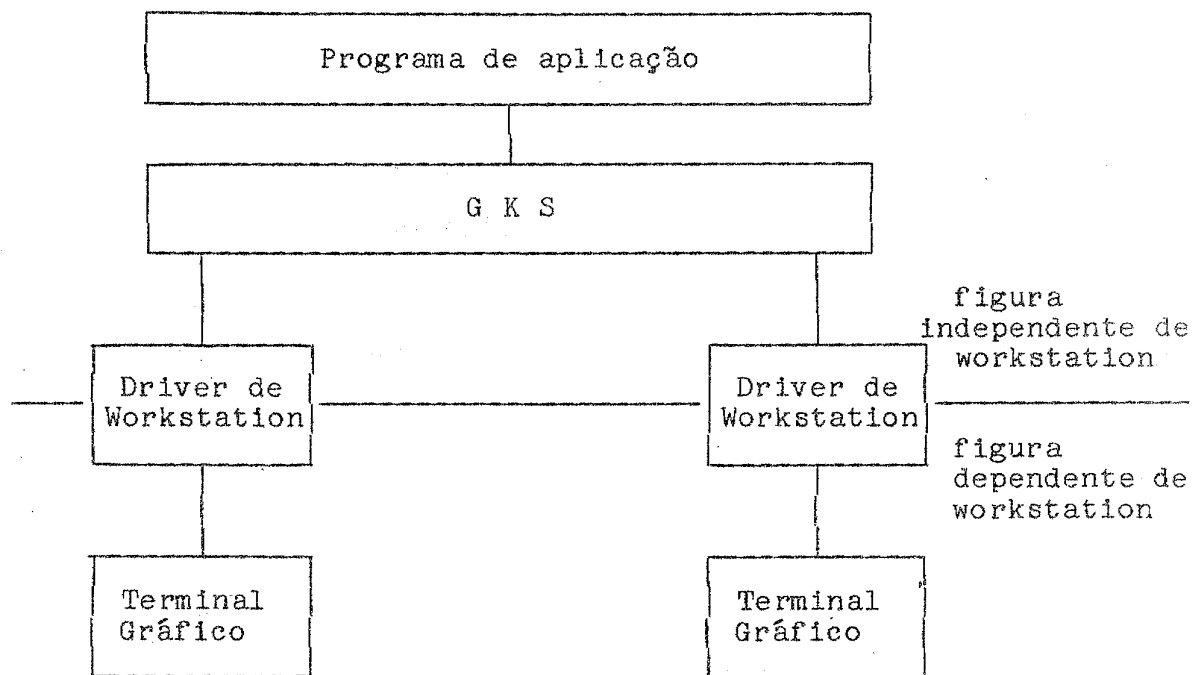 Programa de aplicação
G K S
figura
independente de
workstation
Driver de
Workstation
Driver de
Workstation
figura
dependente de
workstation
Terminal
Gráfico
Terminal
Gráfico